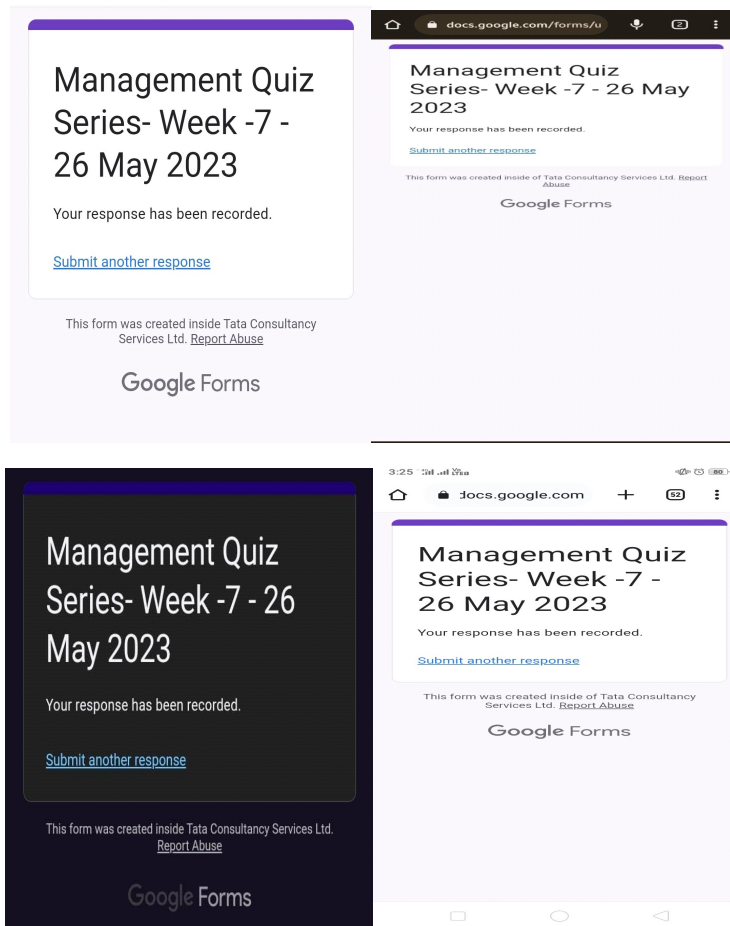 Management Quiz
Series- Week -7 -
26 May 2023
Your response has been recorded.
Submit another response
This form was created inside Tata Consultancy
Services Ltd. Report Abuse
Google Forms
docs.google.com/forms/u
2
Management Quiz
Series- Week -7 - 26 May
2023
Your response has been recorded.
Submit another response
This form was created inside of Tata Consultancy Services Ltd. Report
Abuse
Google Forms
Management Quiz
Series- Week -7 - 26
May 2023
Your response has been recorded.
Submit another response
This form was created inside Tata Consultancy Services Ltd.
Report Abuse
Google Forms
3:25
80
docs.google.com
52
Management Quiz
Series- Week -7 -
26 May 2023
Your response has been recorded.
Submit another response
This form was created inside of Tata Consultancy
Services Ltd. Report Abuse
Google Forms